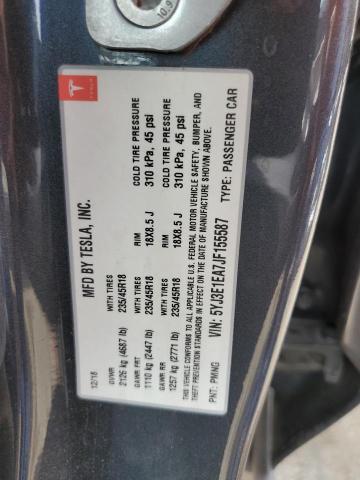 10.9
TESLA
MFD BY TESLA, INC.
12/18
GVWR
2126 kg (4687 lb)
WITH TIRES
235/45R18
RIM
18X8.5 J
COLD TIRE PRESSURE
310 kPa, 45 psi
GAWR FRT
1110 kg (2447 lb)
WITH TIRES
235/45R18
RIM
18X8.5 J
COLD TIRE PRESSURE
310 kPa, 45 psi
GAWR RR
1257 kg (2771 lb)
THIS VEHICLE CONFORMS TO ALL APPLICABLE U.S. FEDERAL MOTOR VEHICLE SAFETY, BUMPER, AND
THEFT PREVENTION STANDARDS IN EFFECT ON THE DATE OF MANUFACTURE SHOWN ABOVE.
VIN: 5YJ3E1EA7JF155587
TYPE: PASSENGER CAR
PNT: PMNG